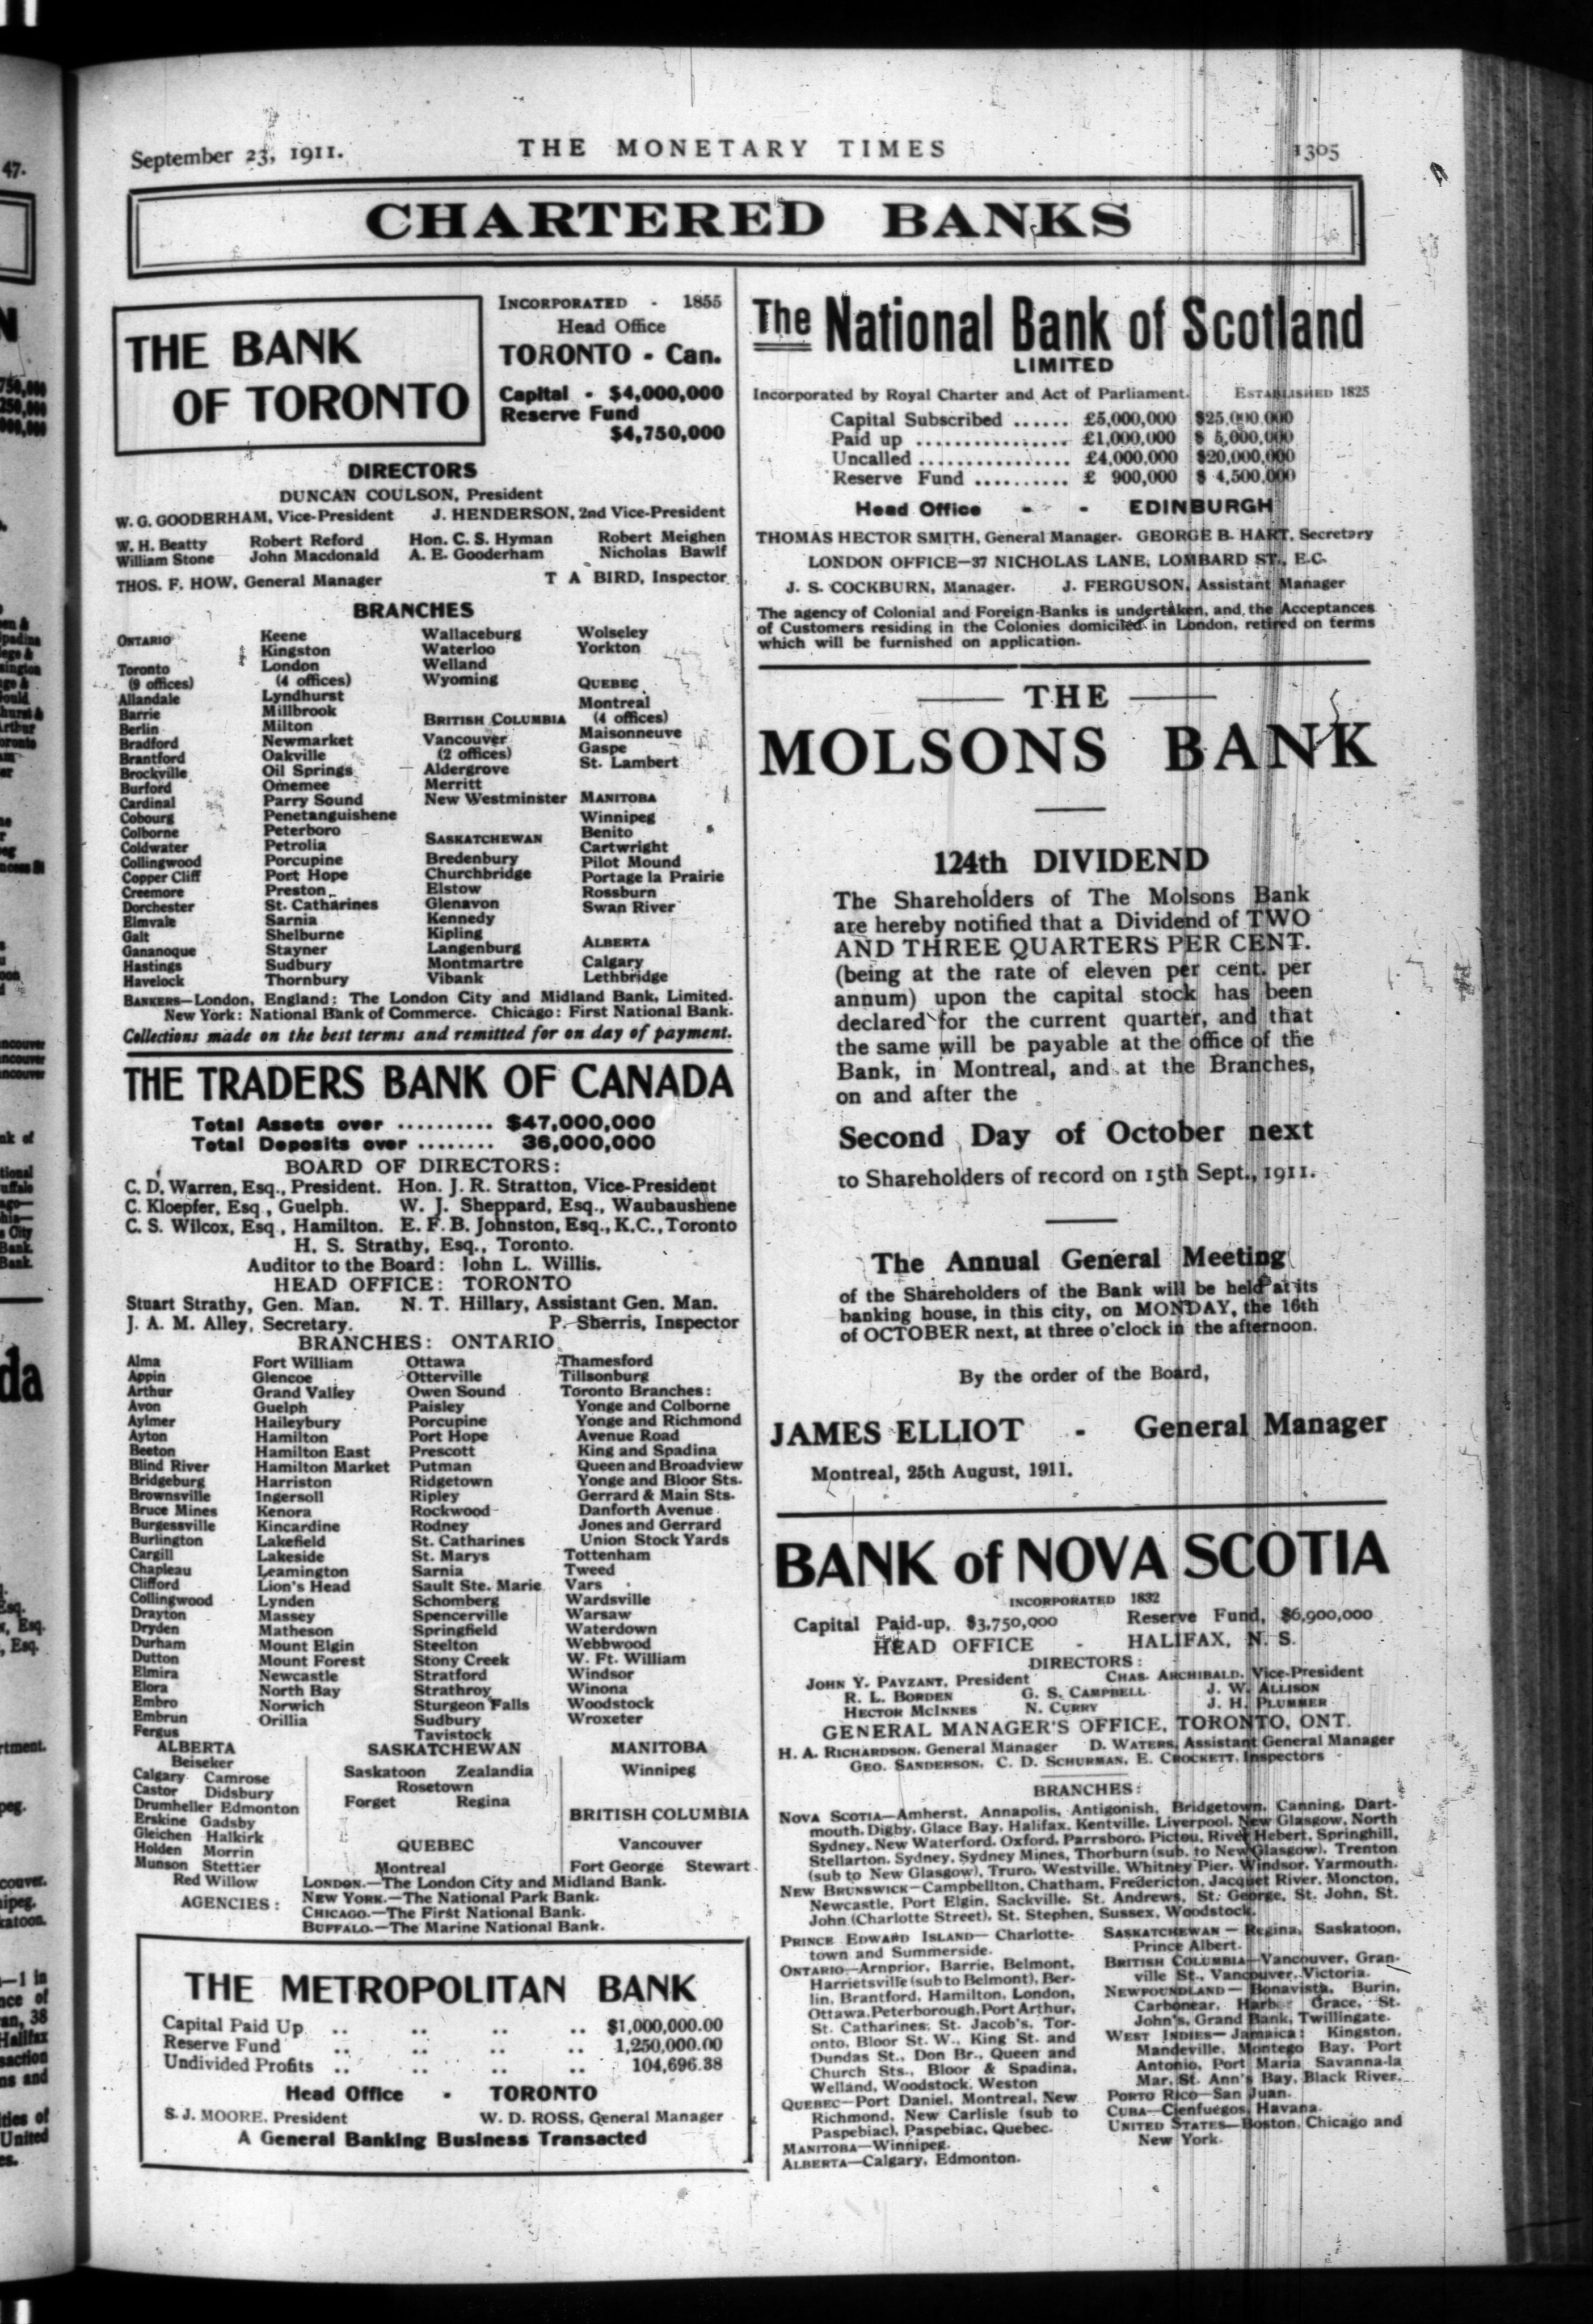 September 23, 1911.
THE MONETARY TIMES
1305
CHARTERED BANKS
THE BANK
OF TORONTO
INCORPORATED - 1855
Head Office
TORONTO - Can.
Capital - $4,000,000
Reserve Fund
$4,750,000
DIRECTORS
DUNCAN COULSON, President
W. G. GOODERHAM, Vice-President J. HENDERSON, 2nd Vice-President
W. H. Beatty Robert Reford Hon. C. S. Hyman Robert Meighen
William Stone John Macdonald A. E. Gooderham Nicholas Bawlf
THOS. F. HOW, General Manager T A BIRD, Inspector
BRANCHES
ONTARIO
Toronto
(9 offices)
Allandale
Barrie
Berlin
Bradford
Brantford
Brockville
Burford
Cardinal
Cobourg
Colborne
Coldwater
Collingwood
Copper Cliff
Creemore
Dorchester
Elmvale
Galt
Gananoque
Hastings
Havelock
Keene
Kingston
London
(4 offices)
Lyndhurst
Millbrook
Milton
Newmarket
Oakville
Oil Springs
Omemee
Parry Sound
Penetanguishene
Peterboro
Petrolia
Porcupine
Port Hope
Preston
St. Catharines
Sarnia
Shelburne
Stayner
Sudbury
Thornbury
Wallaceburg
Waterloo
Welland
Wyoming
BRITISH COLUMBIA
Vancouver
(2 offices)
Aldergrove
Merritt
New Westminster
SASKATCHEWAN
Bredenbury
Churchbridge
Elstow
Glenavon
Kennedy
Kipling
Langenburg
Montmartre
Vibank
Wolseley
Yorkton
QUEBEC
Montreal
(4 offices)
Maisonneuve
Gaspe
St. Lambert
MANITOBA
Winnipeg
Benito
Cartwright
Pilot Mound
Portage la Prairie
Rossburn
Swan River
ALBERTA
Calgary
Lethbridge
BANKERS—London, England: The London City and Midland Bank, Limited.
New York: National Bank of Commerce. Chicago: First National Bank.
Collections made on the best terms and remitted for on day of payment.
THE TRADERS BANK OF CANADA
Total Assets over .......... $47,000,000
Total Deposits over ........ 36,000,000
BOARD OF DIRECTORS:
C. D. Warren, Esq., President. Hon. J. R. Stratton, Vice-President
C. Kloepfer, Esq., Guelph. W. J. Sheppard, Esq., Waubaushene
C. S. Wilcox, Esq., Hamilton. E. F. B. Johnston, Esq., K.C., Toronto
H. S. Strathy, Esq., Toronto.
Auditor to the Board: John L. Willis.
HEAD OFFICE: TORONTO
Stuart Strathy, Gen. Man. N. T. Hillary, Assistant Gen. Man.
J. A. M. Alley, Secretary. P. Sherris, Inspector
BRANCHES: ONTARIO
Alma
Appin
Arthur
Avon
Aylmer
Ayton
Beeton
Blind River
Bridgeburg
Brownsville
Bruce Mines
Burgessville
Burlington
Cargill
Chapleau
Clifford
Collingwood
Drayton
Dryden
Durham
Dutton
Elmira
Elora
Embro
Embrun
Fergus
Fort William
Glencoe
Grand Valley
Guelph
Haileybury
Hamilton
Hamilton East
Hamilton Market
Harriston
Ingersoll
Kenora
Kincardine
Lakefield
Lakeside
Leamington
Lion's Head
Lynden
Massey
Matheson
Mount Elgin
Mount Forest
Newcastle
North Bay
Norwich
Orillia
Ottawa
Otterville
Owen Sound
Paisley
Porcupine
Port Hope
Prescott
Putman
Ridgetown
Ripley
Rockwood
Rodney
St. Catharines
St. Marys
Sarnia
Sault Ste. Marie
Schomberg
Spencerville
Springfield
Steelton
Stony Creek
Stratford
Strathroy
Sturgeon Falls
Sudbury
Tavistock
Thamesford
Tillsonburg
Toronto Branches:
Yonge and Colborne
Yonge and Richmond
Avenue Road
King and Spadina
Queen and Broadview
Yonge and Bloor Sts.
Gerrard & Main Sts.
Danforth Avenue
Jones and Gerrard
Union Stock Yards
Tottenham
Tweed
Vars
Wardsville
Warsaw
Waterdown
Webbwood
W. Ft. William
Windsor
Winona
Woodstock
Wroxeter
ALBERTA
Beiseker
Calgary Camrose
Castor Didsbury
Drumheller Edmonton
Erskine Gadsby
Gleichen Halkirk
Holden Morrin
Munson Stettler
Red Willow
SASKATCHEWAN
Saskatoon Zealandia
Rosetown
Forget Regina
QUEBEC
Montreal
MANITOBA
Winnipeg
BRITISH COLUMBIA
Vancouver
Fort George Stewart
AGENCIES:
LONDON.—The London City and Midland Bank.
NEW YORK.—The National Park Bank.
CHICAGO.—The First National Bank.
BUFFALO.—The Marine National Bank.
THE METROPOLITAN BANK
Capital Paid Up .. .. .. .. $1,000,000.00
Reserve Fund .. .. .. .. 1,250,000.00
Undivided Profits .. .. .. .. 104,696.38
Head Office - TORONTO
S. J. MOORE, President W. D. ROSS, General Manager
A General Banking Business Transacted
The National Bank of Scotland
LIMITED
Incorporated by Royal Charter and Act of Parliament. ESTABLISHED 1825
Capital Subscribed ...... £5,000,000 $25,000,000
Paid up ................ £1,000,000 $ 5,000,000
Uncalled ................ £4,000,000 $20,000,000
Reserve Fund .......... £ 900,000 $ 4,500,000
Head Office - - EDINBURGH
THOMAS HECTOR SMITH, General Manager. GEORGE B. HART, Secretary
LONDON OFFICE—37 NICHOLAS LANE, LOMBARD ST., E.C.
J. S. COCKBURN, Manager. J. FERGUSON, Assistant Manager
The agency of Colonial and Foreign Banks is undertaken, and the Acceptances
of Customers residing in the Colonies domiciled in London, retired on terms
which will be furnished on application.
THE
MOLSONS BANK
124th DIVIDEND
The Shareholders of The Molsons Bank
are hereby notified that a Dividend of TWO
AND THREE QUARTERS PER CENT.
(being at the rate of eleven per cent. per
annum) upon the capital stock has been
declared for the current quarter, and that
the same will be payable at the office of the
Bank, in Montreal, and at the Branches,
on and after the
Second Day of October next
to Shareholders of record on 15th Sept., 1911.
The Annual General Meeting
of the Shareholders of the Bank will be held at its
banking house, in this city, on MONDAY, the 16th
of OCTOBER next, at three o'clock in the afternoon.
By the order of the Board,
JAMES ELLIOT - General Manager
Montreal, 25th August, 1911.
BANK of NOVA SCOTIA
INCORPORATED 1832
Capital Paid-up, $3,750,000 Reserve Fund, $6,900,000
HEAD OFFICE - HALIFAX, N. S.
DIRECTORS:
JOHN Y. PAYZANT, President CHAS. ARCHIBALD, Vice-President
R. L. BORDEN G. S. CAMPBELL J. W. ALLISON
HECTOR MCINNES N. CURRY J. H. PLUMMER
GENERAL MANAGER'S OFFICE, TORONTO, ONT.
H. A. RICHARDSON, General Manager D. WATERS, Assistant General Manager
GEO. SANDERSON, C. D. SCHURMAN, E. CROCKETT, Inspectors
BRANCHES:
NOVA SCOTIA—Amherst, Annapolis, Antigonish, Bridgetown, Canning, Dart-
mouth, Digby, Glace Bay, Halifax, Kentville, Liverpool, New Glasgow, North
Sydney, New Waterford, Oxford, Parrsboro, Pictou, River Hebert, Springhill,
Stellarton, Sydney, Sydney Mines, Thorburn (sub. to New Glasgow), Trenton
(sub to New Glasgow), Truro, Westville, Whitney Pier, Windsor, Yarmouth.
NEW BRUNSWICK—Campbellton, Chatham, Fredericton, Jacquet River, Moncton,
Newcastle, Port Elgin, Sackville, St. Andrews, St. George, St. John, St.
John (Charlotte Street), St. Stephen, Sussex, Woodstock.
PRINCE EDWARD ISLAND— Charlotte-
town and Summerside.
ONTARIO—Arnprior, Barrie, Belmont,
Harrietsville (sub to Belmont), Ber-
lin, Brantford, Hamilton, London,
Ottawa, Peterborough, Port Arthur,
St. Catharines, St. Jacob's, Tor-
onto, Bloor St. W., King St. and
Dundas St., Don Br., Queen and
Church Sts., Bloor & Spadina,
Welland, Woodstock, Weston
QUEBEC—Port Daniel, Montreal, New
Richmond, New Carlisle (sub to
Paspebiac), Paspebiac, Quebec.
MANITOBA—Winnipeg.
ALBERTA—Calgary, Edmonton.
SASKATCHEWAN — Regina, Saskatoon,
Prince Albert.
BRITISH COLUMBIA—Vancouver, Gran-
ville St., Vancouver, Victoria.
NEWFOUNDLAND— Bonavista, Burin,
Carbonear, Harbor Grace, St.
John's, Grand Bank, Twillingate.
WEST INDIES— Jamaica: Kingston,
Mandeville, Montego Bay, Port
Antonio, Port Maria Savanna-la
Mar, St. Ann's Bay, Black River.
PORTO RICO—San Juan.
CUBA—Cienfuegos, Havana.
UNITED STATES—Boston, Chicago and
New York.